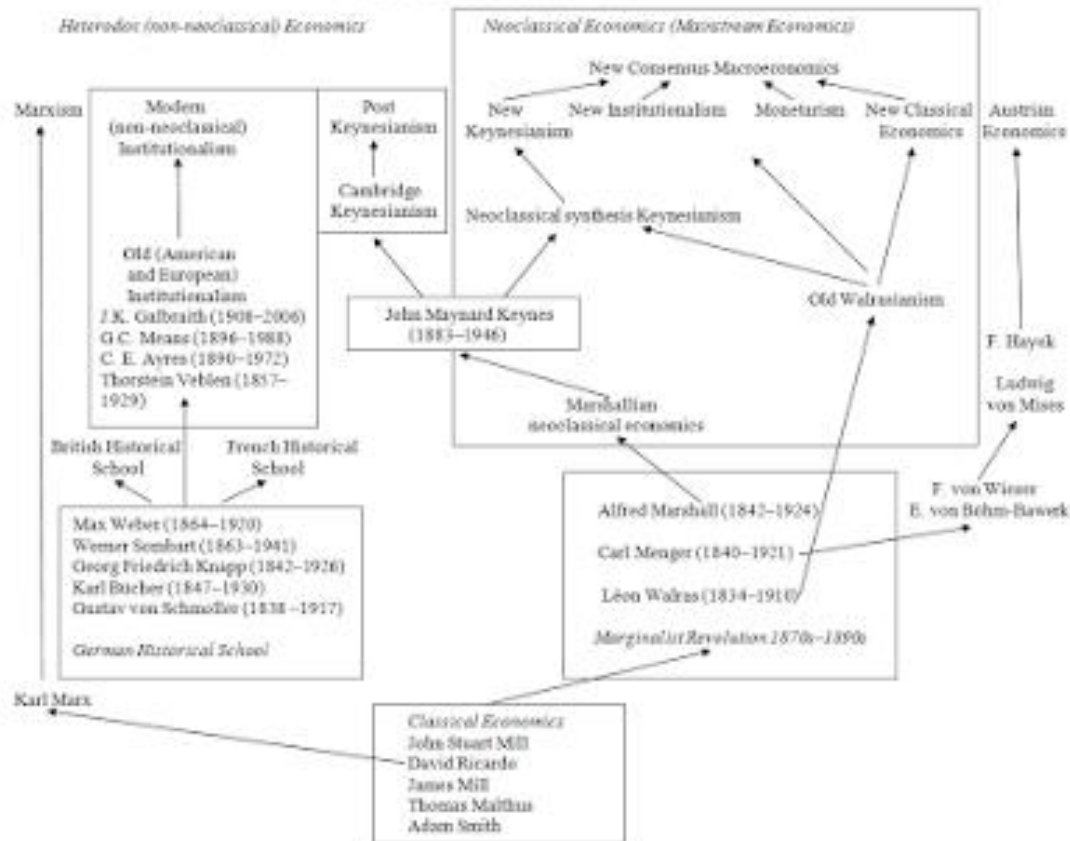 Heterodox (non-neoclassical) Economics
Neoclassical Economics (Mainstream Economics)
New Consensus Macroeconomics
Marxism
Modern
(non-neoclassical)
Institutionalism
Post
Keynesianism
New
Keynesianism
New Institutionalism
Monetarism
New Classical
Economics
Austrian
Economics
Cambridge
Keynesianism
Neoclassical synthesis Keynesianism
Old (American
and European)
Institutionalism
J.K. Galbraith (1908–2006)
G.C. Means (1896–1988)
C. E. Ayres (1890–1972)
Thorstein Veblen (1857–
1929)
John Maynard Keynes
(1883–1946)
Old Walrasianism
F. Hayek
Ludwig
von Mises
Marshallian
neoclassical economics
British Historical
School
French Historical
School
F. von Wieser
E. von Böhm-Bawerk
Max Weber (1864–1920)
Werner Sombart (1863–1941)
Georg Friedrich Knapp (1842–1926)
Karl Bücher (1847–1930)
Gustav von Schmoller (1838–1917)
German Historical School
Alfred Marshall (1842–1924)
Carl Menger (1840–1921)
Léon Walras (1834–1910)
Marginalist Revolution 1870s–1890s
Karl Marx
Classical Economics
John Stuart Mill
David Ricardo
James Mill
Thomas Malthus
Adam Smith